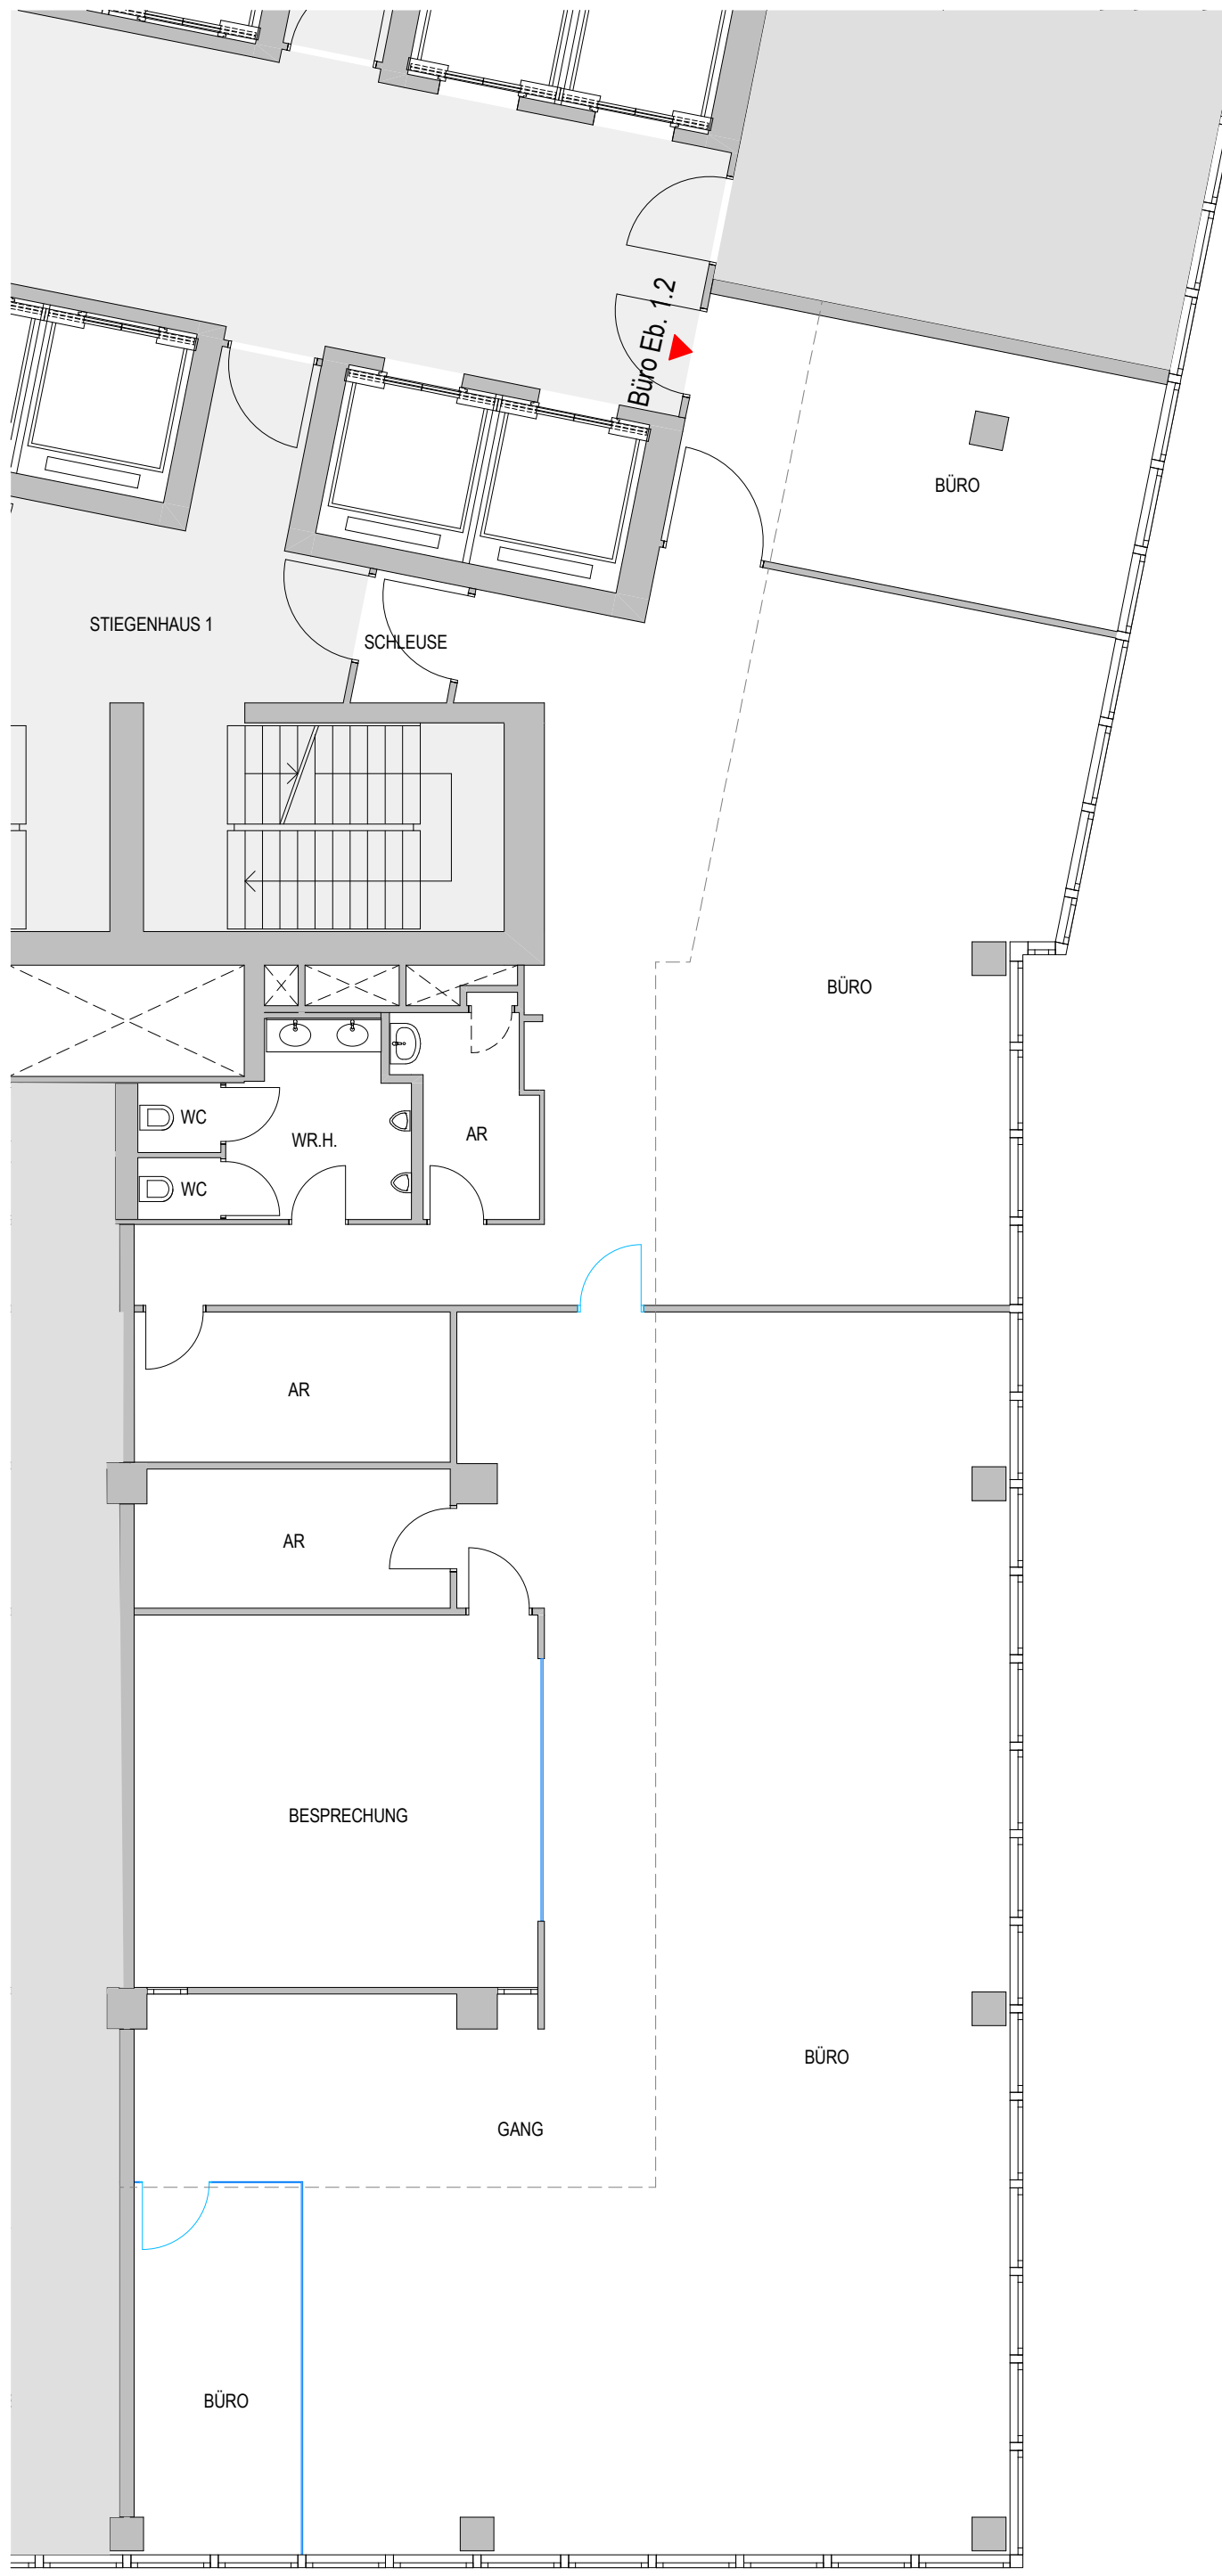 Büro Eb. 1.2
BÜRO
STIEGENHAUS 1
SCHLEUSE
BÜRO
WC
WR.H.
AR
WC
AR
AR
BESPRECHUNG
BÜRO
GANG
BÜRO